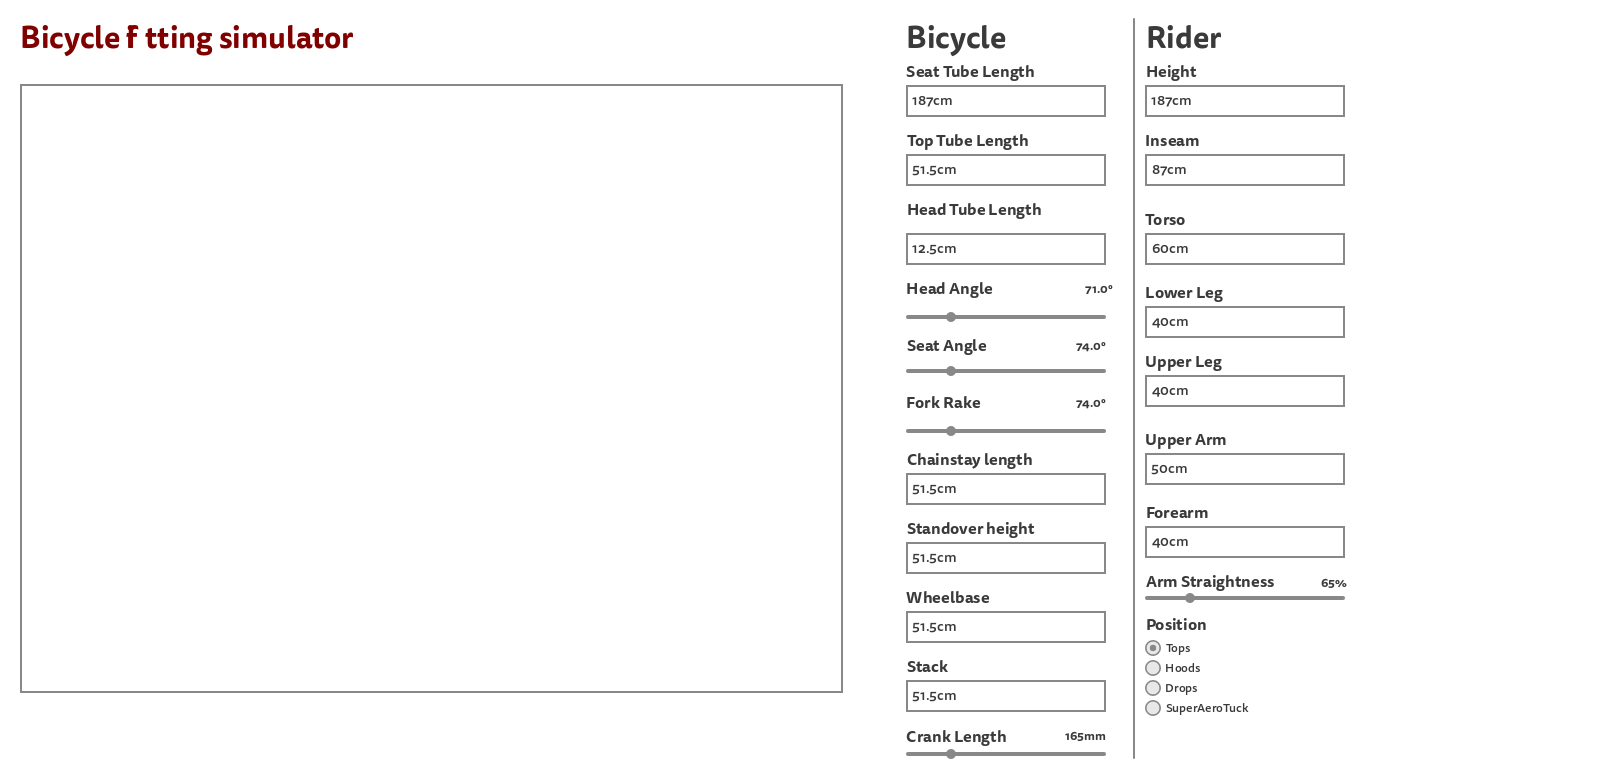 Bicycle f tting simulator
Bicycle
Seat Tube Length
187cm
Top Tube Length
51.5cm
Head Tube Length
12.5cm
Head Angle 71.0°
Seat Angle 74.0°
Fork Rake 74.0°
Chainstay length
51.5cm
Standover height
51.5cm
Wheelbase
51.5cm
Stack
51.5cm
Crank Length 165mm
Rider
Height
187cm
Inseam
87cm
Torso
60cm
Lower Leg
40cm
Upper Leg
40cm
Upper Arm
50cm
Forearm
40cm
Arm Straightness 65%
Position
Tops
Hoods
Drops
SuperAeroTuck